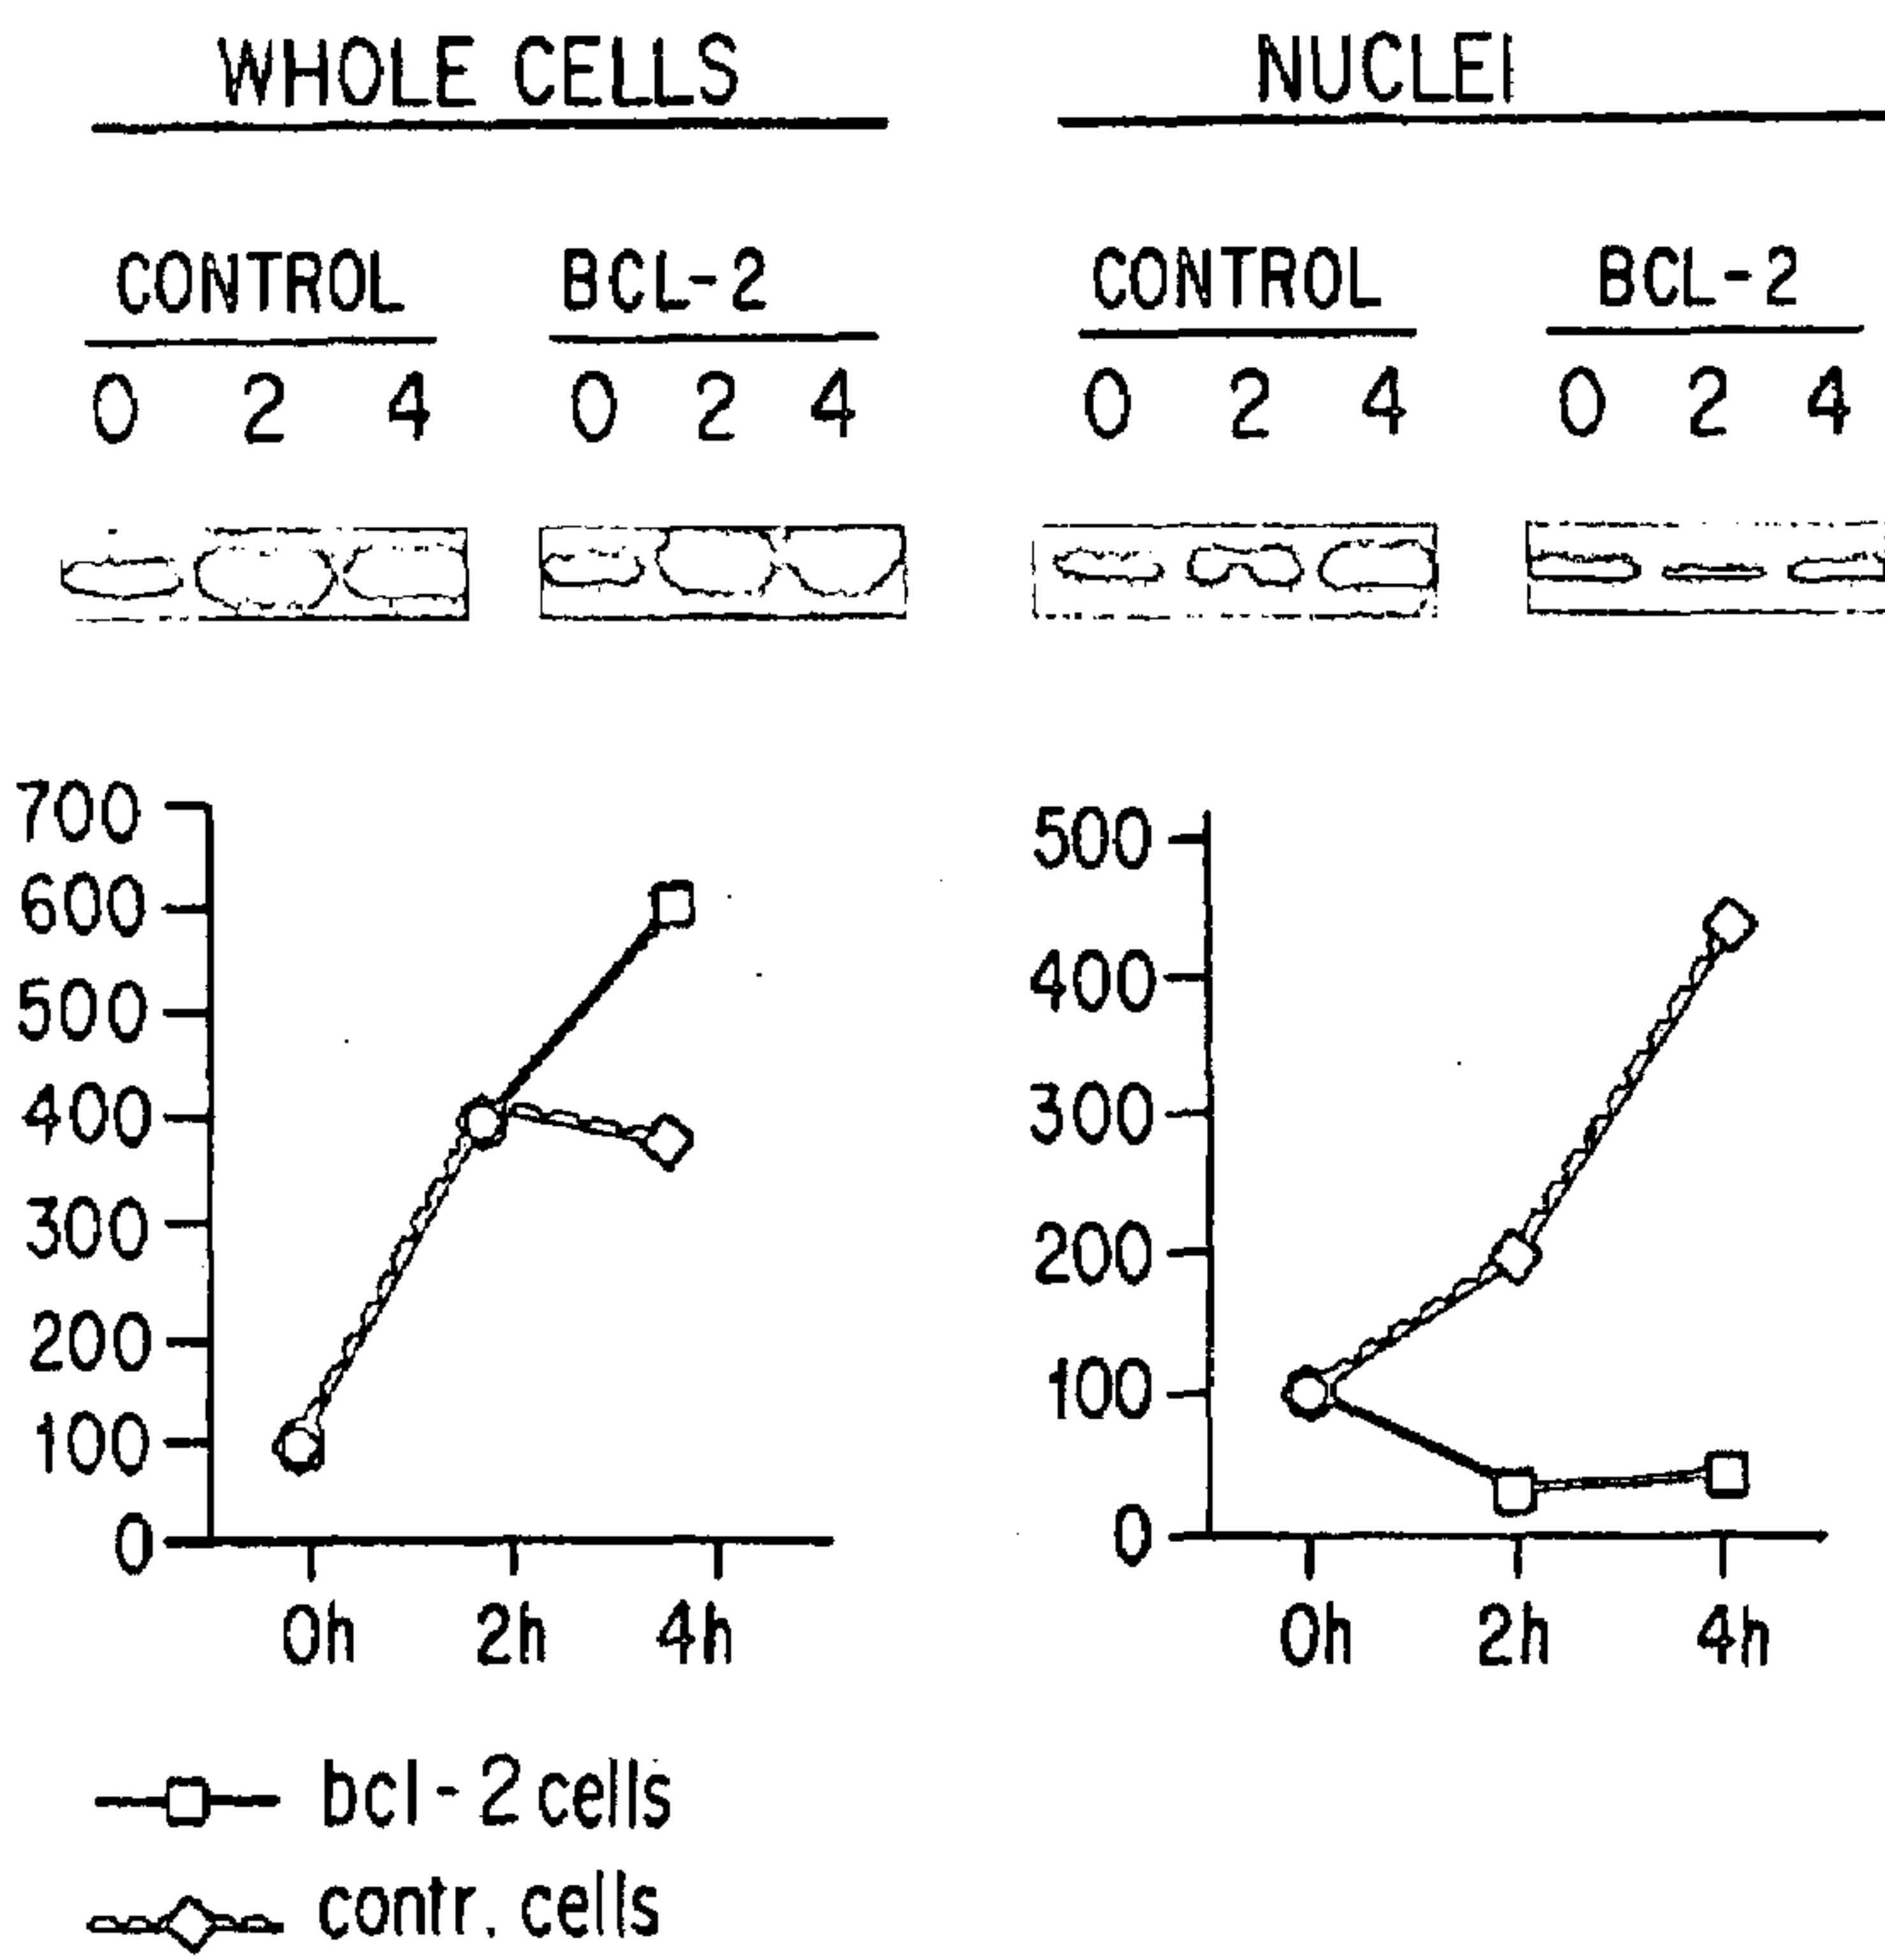 WHOLE CELLS NUCLEI
CONTROL BCL-2 CONTROL BCL-2
0 2 4 0 2 4 0 2 4 0 2 4
700
600
500
400
300
200
100
0
0h 2h 4h
500
400
300
200
100
0
0h 2h 4h
bcl-2 cells
contr. cells